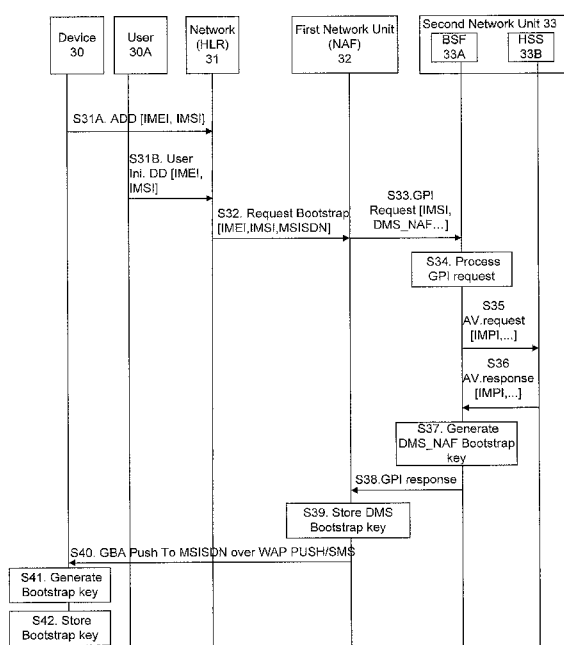 Device
30
User
30A
Network
(HLR)
31
First Network Unit
(NAF)
32
Second Network Unit 33
BSF
33A
HSS
33B
S31A. ADD [IMEI, IMSI]
S31B. User
Ini. DD [IMEI,
IMSI]
S32. Request Bootstrap
[IMEI,IMSI,MSISDN]
S33.GPI
Request [IMSI,
DMS_NAF...]
S34. Process
GPI request
S35
AV.request
[IMPI,...]
S36
AV.response
[IMPI,...]
S37. Generate
DMS_NAF Bootstrap
key
S38.GPI response
S39. Store DMS
Bootstrap key
S40. GBA Push To MSISDN over WAP PUSH/SMS
S41. Generate
Bootstrap key
S42. Store
Bootstrap key